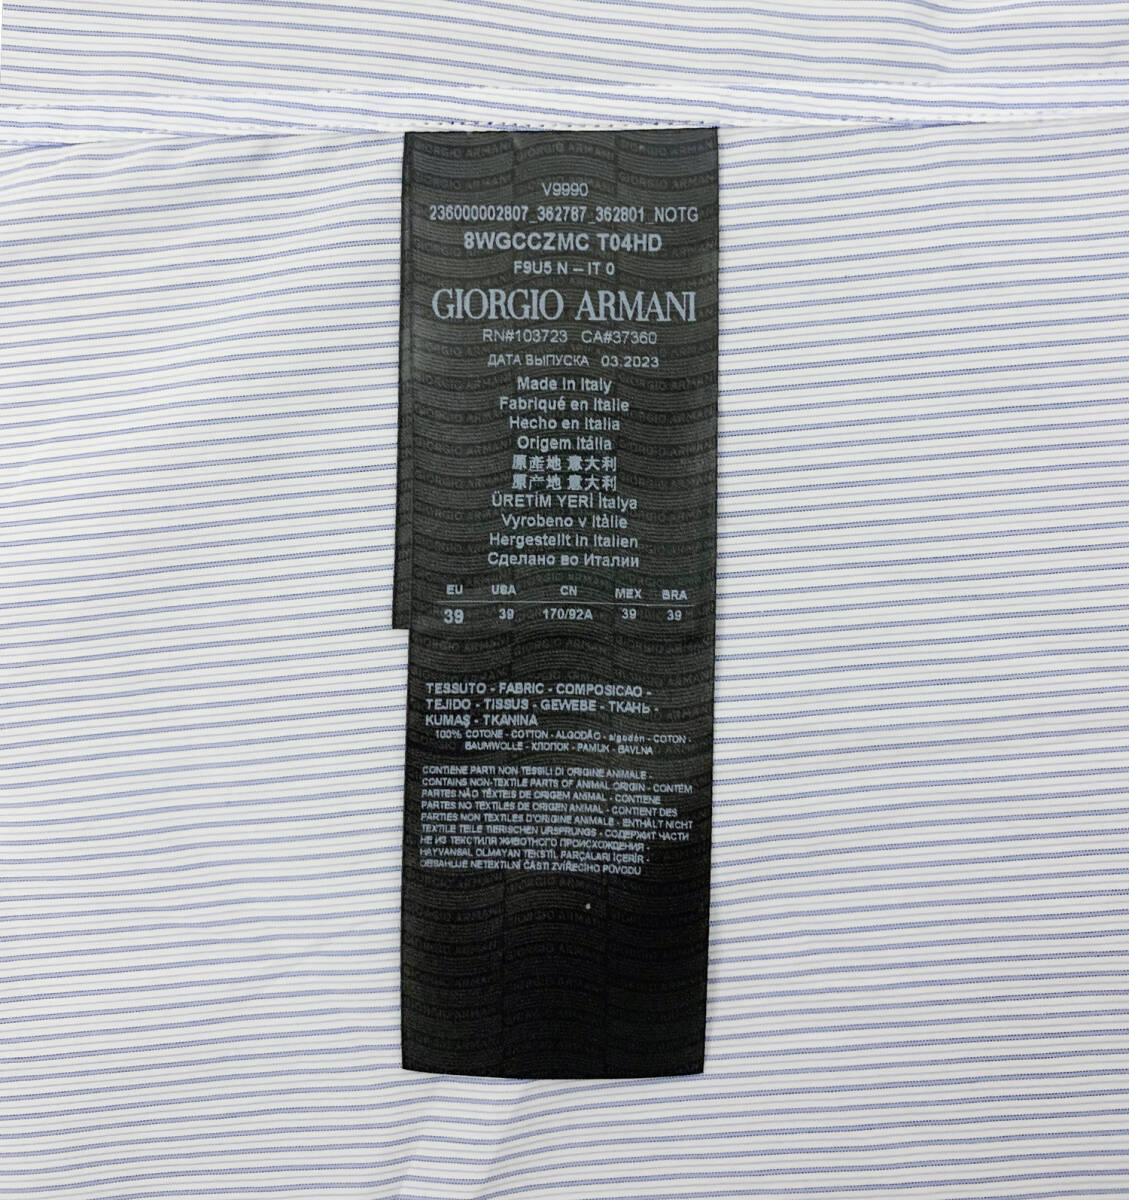 V9990
236000002807_362787_362801_NOTG
8WGCCZMC T04HD
F9U5 N – IT 0
GIORGIO ARMANI
RN#103723 CA#37360
ДАТА ВЫПУСКА 03.2023
Made in Italy
Fabriqué en Italie
Hecho en Italia
Origem Itália
原產地 意大利
原产地 意大利
ÜRETİM YERİ İtalya
Vyrobeno v Itálie
Hergestellt in Italien
Сделано во Италии
EU USA CN MEX BRA
39 39 170/92A 39 39
TESSUTO - FABRIC - COMPOSICAO -
TEJIDO - TISSUS - GEWEBE - ТКАНЬ -
KUMAŞ - TKANINA
100% COTONE - COTTON - ALGODÃO - algodón - COTON -
BAUMWOLLE - ХЛОПОК - PAMUK - BAVLNA
CONTIENE PARTI NON TESSILI DI ORIGINE ANIMALE -
CONTAINS NON-TEXTILE PARTS OF ANIMAL ORIGIN - CONTÉM
PARTES NÃO TÊXTEIS DE ORIGEM ANIMAL - CONTIENE
PARTES NO TEXTILES DE ORIGEN ANIMAL - CONTIENT DES
PARTIES NON TEXTILES D'ORIGINE ANIMALE - ENTHÄLT NICHT
TEXTILE TEILE TIERISCHEN URSPRUNGS - СОДЕРЖИТ ЧАСТИ
НЕ ИЗ ТЕКСТИЛЯ ЖИВОТНОГО ПРОИСХОЖДЕНИЯ -
HAYVANSAL OLMAYAN TEKSTİL PARÇALARI İÇERİR -
OBSAHUJE NETEXTILNÍ ČÁSTI ZVÍŘECÍHO PŮVODU